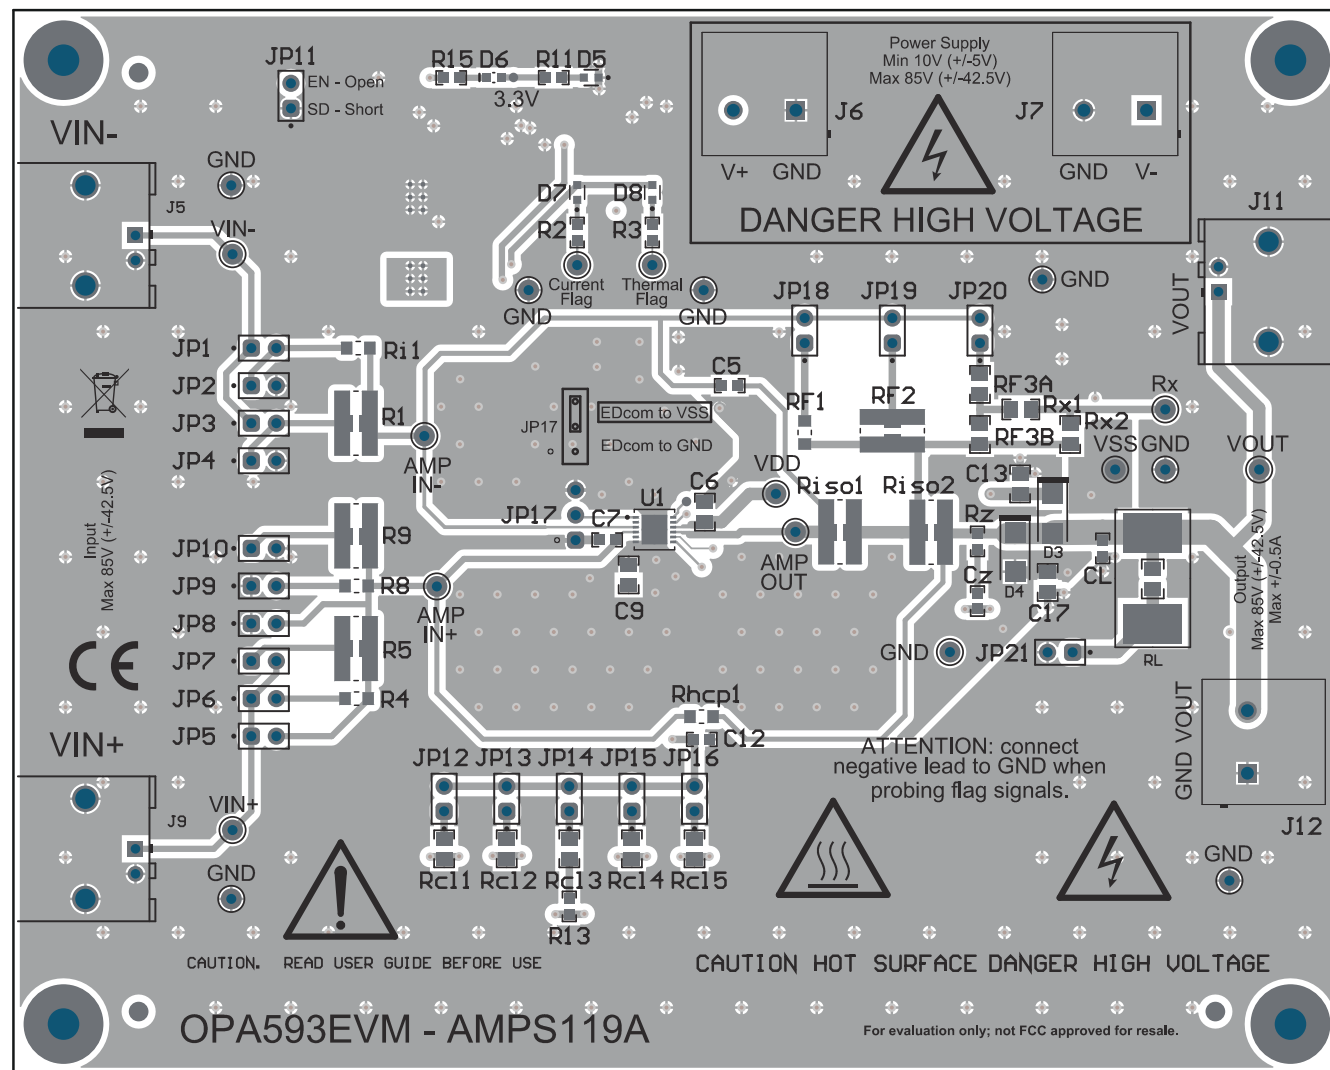 JP11
EN - Open
SD - Short
R15 D6 R11 D5
3.3V
Power Supply
Min 10V (+/-5V)
Max 85V (+/-42.5V)
J6
J7
V+ GND
GND V-
DANGER HIGH VOLTAGE
VIN-
GND
J5
VIN-
D7 D8
R2 R3
Current
Flag
Thermal
Flag
GND
GND
GND
J11
VOUT
JP18 JP19 JP20
JP1
Ri1
JP2
JP3
R1
JP4
AMP
IN-
C5
JP17
EDcom to VSS
EDcom to GND
RF1
RF2
RF3A
Rx1
RF3B
Rx2
Rx
VSS GND
VOUT
VDD
C6
C13
Input
Max 85V (+/-42.5V)
JP10
R9
JP9
R8
JP8
JP7
R5
JP6
R4
JP5
JP17
C7
U1
C9
AMP
IN+
AMP
OUT
Riso1
Riso2
Rz
Cz
D3
D4
C17
CL
RL
JP21
GND
Output
Max 85V (+/-42.5V)
Max +/-0.5A
CE
VIN+
J9
VIN+
GND
Rhcp1
C12
JP12 JP13 JP14 JP15 JP16
Rcl1 Rcl2 Rcl3 Rcl4 Rcl5
R13
ATTENTION: connect
negative lead to GND when
probing flag signals.
GND VOUT
J12
GND
CAUTION. READ USER GUIDE BEFORE USE
CAUTION HOT SURFACE
DANGER HIGH VOLTAGE
OPA593EVM - AMPS119A
For evaluation only; not FCC approved for resale.